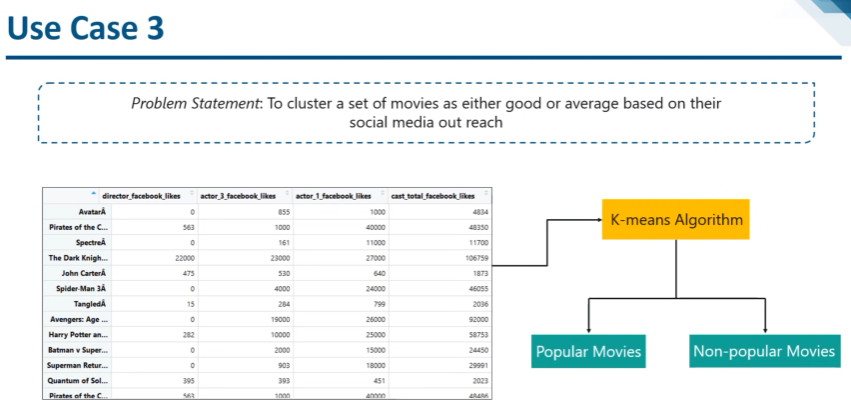 Use Case 3
Problem Statement: To cluster a set of movies as either good or average based on their
social media out reach
director_facebook_likes actor_3_facebook_likes actor_1_facebook_likes cast_total_facebook_likes
AvatarÂ 0 855 1000 4834
Pirates of the C... 563 1000 40000 48350
SpectreÂ 0 161 11000 11700
The Dark Knigh... 22000 23000 27000 106759
John CarterÂ 475 530 640 1873
Spider-Man 3Â 0 4000 24000 46055
TangledÂ 15 284 799 2036
Avengers: Age ... 0 19000 26000 92000
Harry Potter an... 282 10000 25000 58753
Batman v Super... 0 2000 15000 24450
Superman Retur... 0 903 18000 29991
Quantum of Sol... 395 393 451 2023
Pirates of the C... 563 1000 40000 48486
K-means Algorithm
Popular Movies
Non-popular Movies